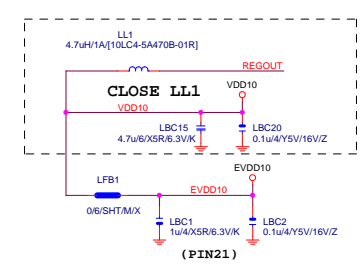 LL1
4.7uH/1A/[10LC4-5A470B-01R]
REGOUT
CLOSE LL1
VDD10
VDD10
LBC15
4.7u/6/X5R/6.3V/K
LBC20
0.1u/4/Y5V/16V/Z
EVDD10
LFB1
EVDD10
0/6/SHT/M/X
LBC1
1u/4/X5R/6.3V/K
LBC2
0.1u/4/Y5V/16V/Z
(PIN21)